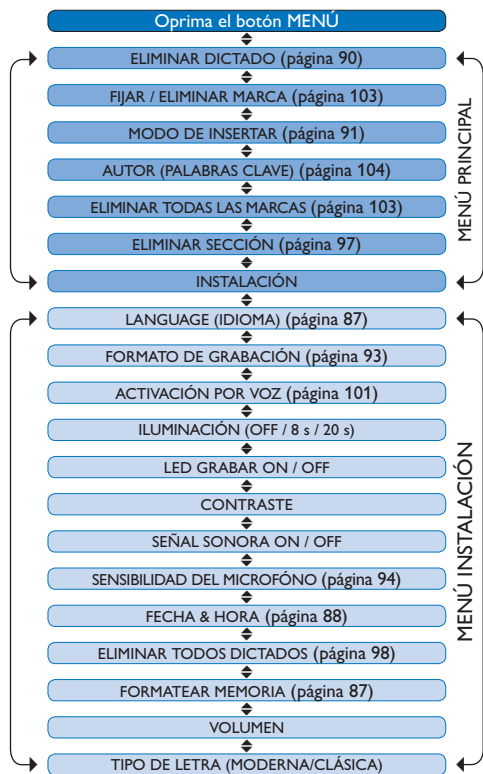 Oprima el botón MENÚ
ELIMINAR DICTADO (página 90)
FIJAR / ELIMINAR MARCA (página 103)
MODO DE INSERTAR (página 91)
AUTOR (PALABRAS CLAVE) (página 104)
ELIMINAR TODAS LAS MARCAS (página 103)
ELIMINAR SECCIÓN (página 97)
INSTALACIÓN
MENÚ PRINCIPAL
LANGUAGE (IDIOMA) (página 87)
FORMATO DE GRABACIÓN (página 93)
ACTIVACIÓN POR VOZ (página 101)
ILUMINACIÓN (OFF / 8 s / 20 s)
LED GRABAR ON / OFF
CONTRASTE
SEÑAL SONORA ON / OFF
SENSIBILIDAD DEL MICROFÓNO (página 94)
FECHA & HORA (página 88)
ELIMINAR TODOS DICTADOS (página 98)
FORMATEAR MEMORIA (página 87)
VOLUMEN
TIPO DE LETRA (MODERNA/CLÁSICA)
MENÚ INSTALACIÓN